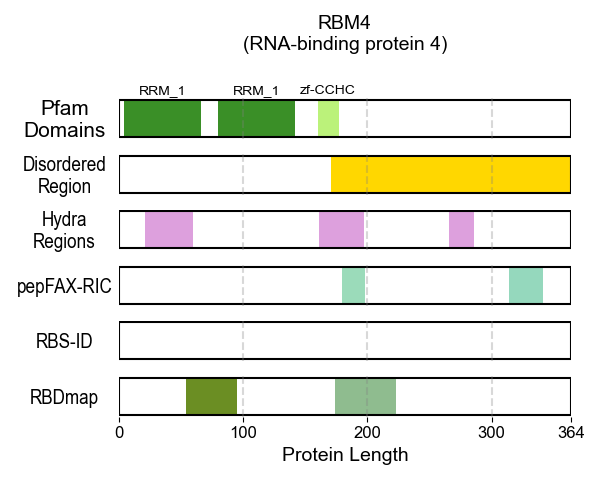 RBM4
(RNA-binding protein 4)
RRM_1 RRM_1 zf-CCHC
Pfam
Domains
Disordered
Region
Hydra
Regions
pepFAX-RIC
RBS-ID
RBDmap
0 100 200 300 364
Protein Length